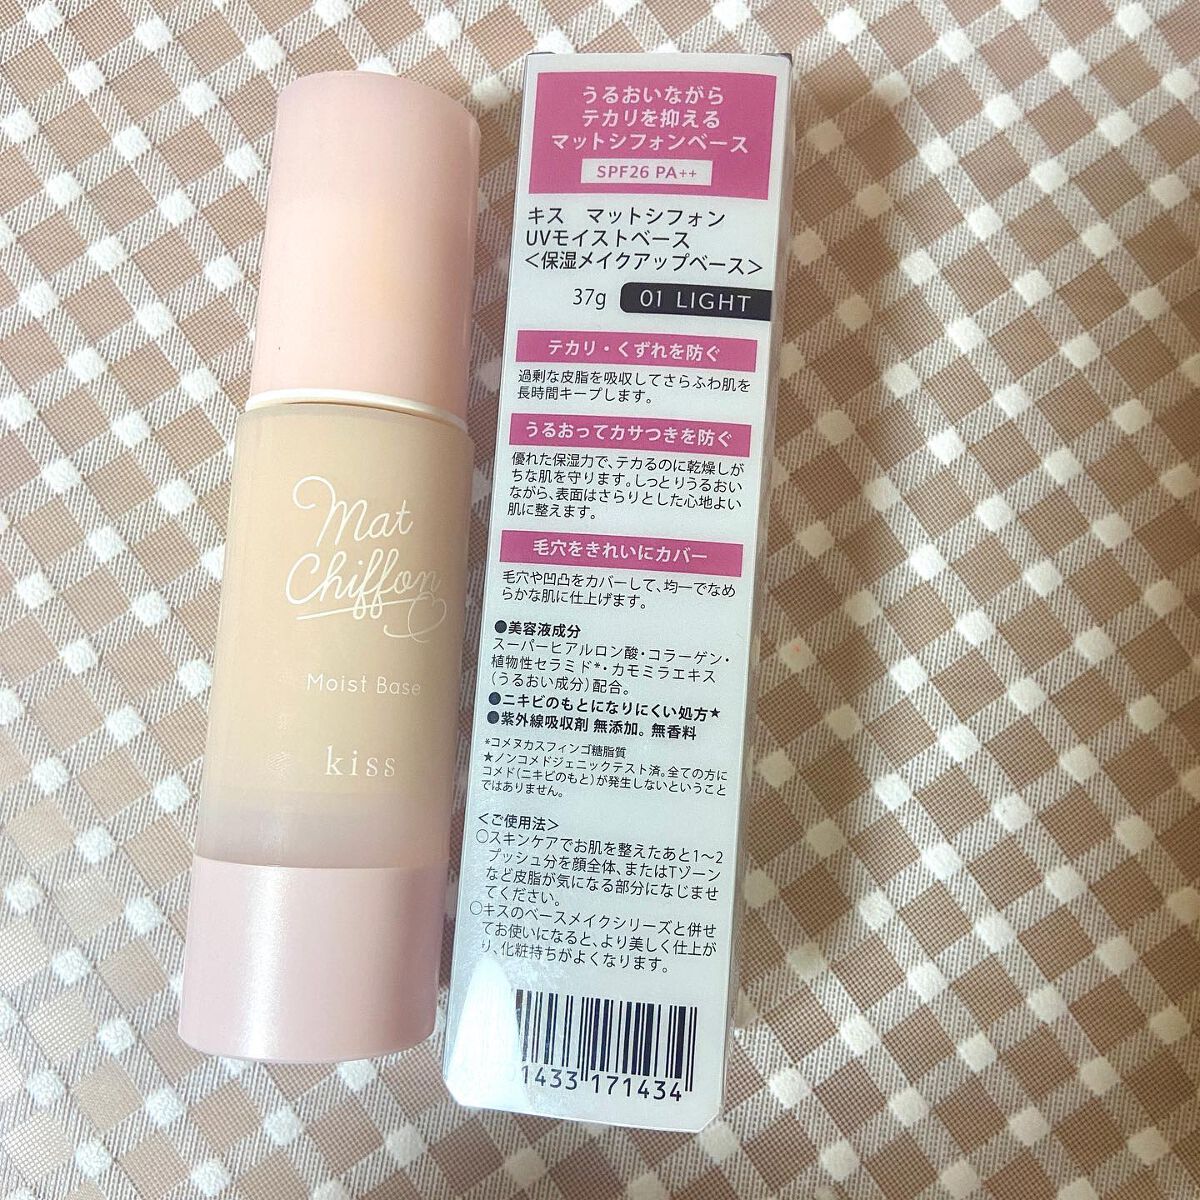 Mat
Chiffon
Moist Base
kiss
うるおいながら
テカリを抑える
マットシフォンベース
SPF26 PA++
キス マットシフォン
UVモイストベース
<保湿メイクアップベース>
37g 01 LIGHT
テカリ・くずれを防ぐ
過剰な皮脂を吸収してさらふわ肌を
長時間キープします。
うるおってカサつきを防ぐ
優れた保湿力で、テカるのに乾燥しが
ちな肌を守ります。しっとりうるおい
ながら、表面はさらりとした心地よい
肌に整えます。
毛穴をきれいにカバー
毛穴や凹凸をカバーして、均一でなめ
らかな肌に仕上げます。
●美容液成分
スーパーヒアルロン酸・コラーゲン・
植物性セラミド*・カモミラエキス
(うるおい成分)配合。
●ニキビのもとになりにくい処方★
●紫外線吸収剤 無添加。無香料
*コメヌカスフィンゴ糖脂質
★ノンコメドジェニックテスト済。全ての方に
コメド(ニキビのもと)が発生しないということ
ではありません。
<ご使用法>
○スキンケアでお肌を整えたあと1〜2
プッシュ分を顔全体、またはTゾーン
など皮脂が気になる部分になじませ
てください。
○キスのベースメイクシリーズと併せ
てお使いになると、より美しく仕上が
り、化粧持ちがよくなります。
01433 171434